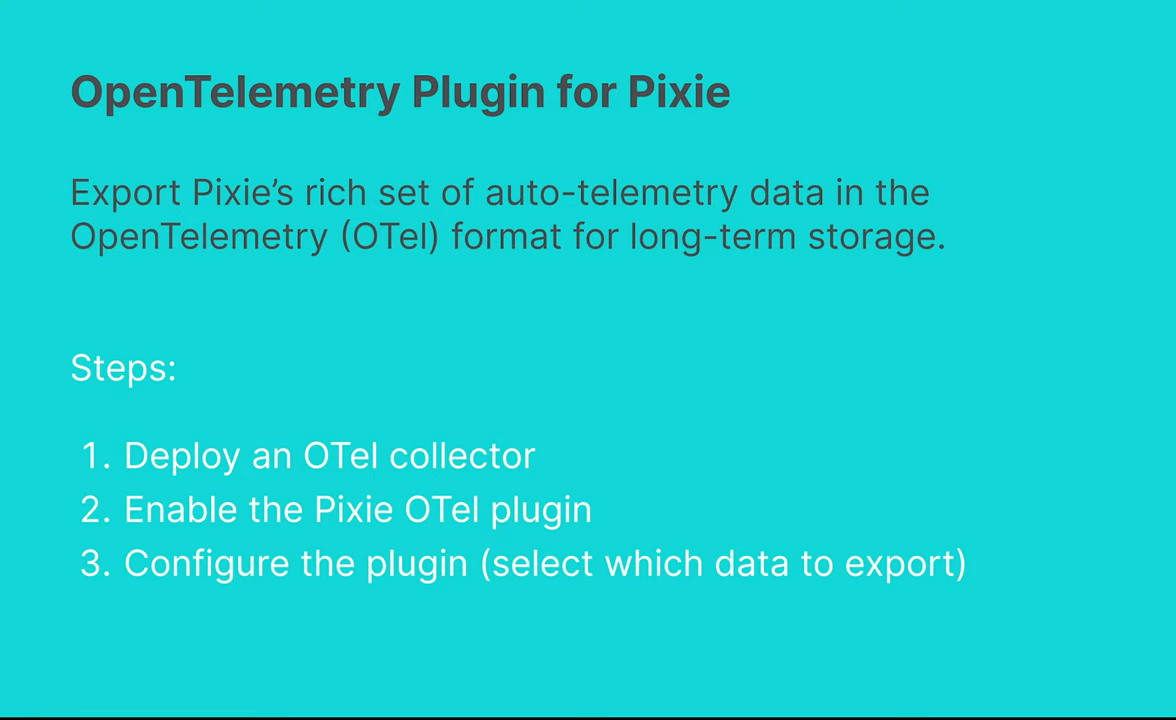 OpenTelemetry Plugin for Pixie
Export Pixie’s rich set of auto-telemetry data in the
OpenTelemetry (OTel) format for long-term storage.
Steps:
1. Deploy an OTel collector
2. Enable the Pixie OTel plugin
3. Configure the plugin (select which data to export)